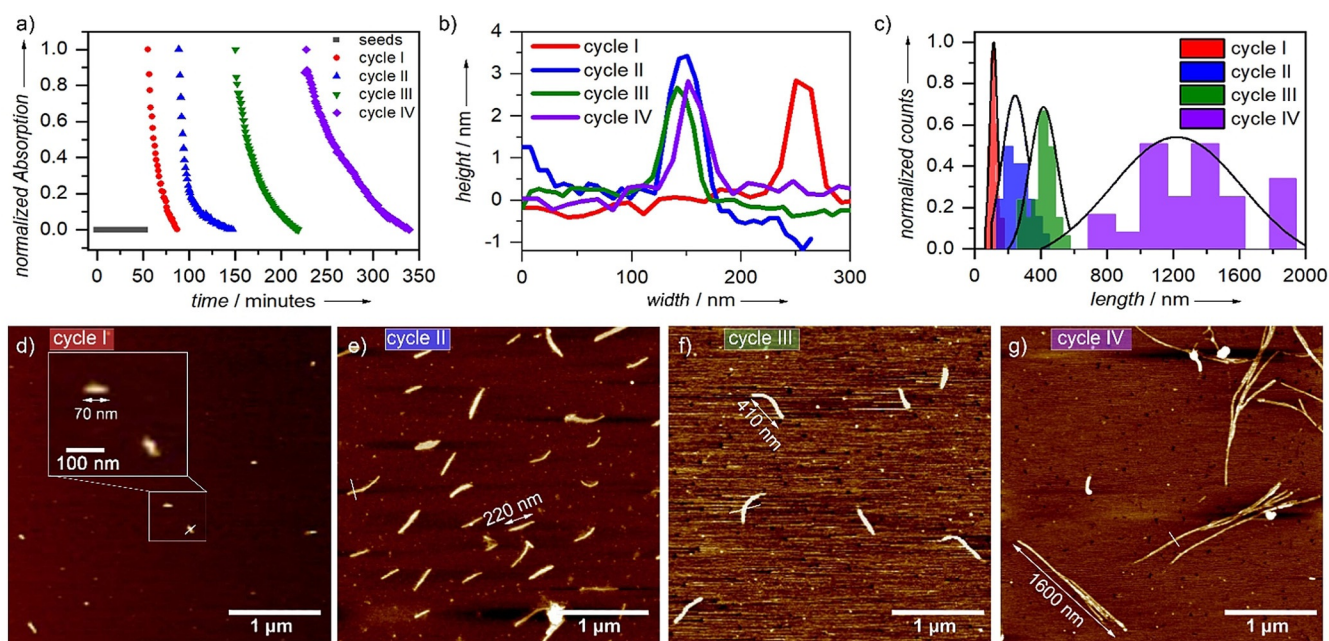 a)
normalized Absorption
1.0
0.8
0.6
0.4
0.2
0.0
seeds
cycle I
cycle II
cycle III
cycle IV
0 50 100 150 200 250 300 350
time / minutes
b)
height / nm
4
3
2
1
0
-1
cycle I
cycle II
cycle III
cycle IV
0 100 200 300
width / nm
c)
normalized counts
1.0
0.8
0.6
0.4
0.2
0.0
cycle I
cycle II
cycle III
cycle IV
0 400 800 1200 1600 2000
length / nm
d) cycle I
70 nm
100 nm
1 µm
e) cycle II
220 nm
1 µm
f) cycle III
410 nm
1 µm
g) cycle IV
1600 nm
1 µm